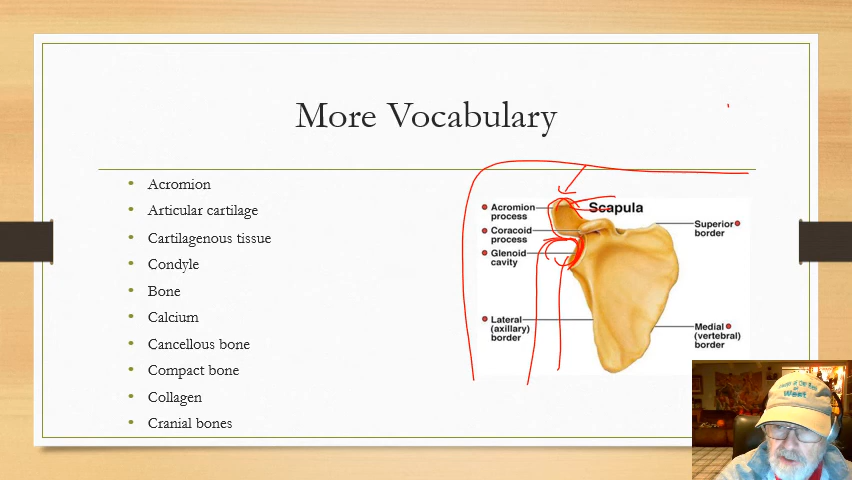 More Vocabulary
• Acromion
• Articular cartilage
• Cartilagenous tissue
• Condyle
• Bone
• Calcium
• Cancellous bone
• Compact bone
• Collagen
• Cranial bones
Scapula
Acromion
process
Coracoid
process
Glenoid
cavity
Lateral
(axillary)
border
Superior
border
Medial
(vertebral)
border
West